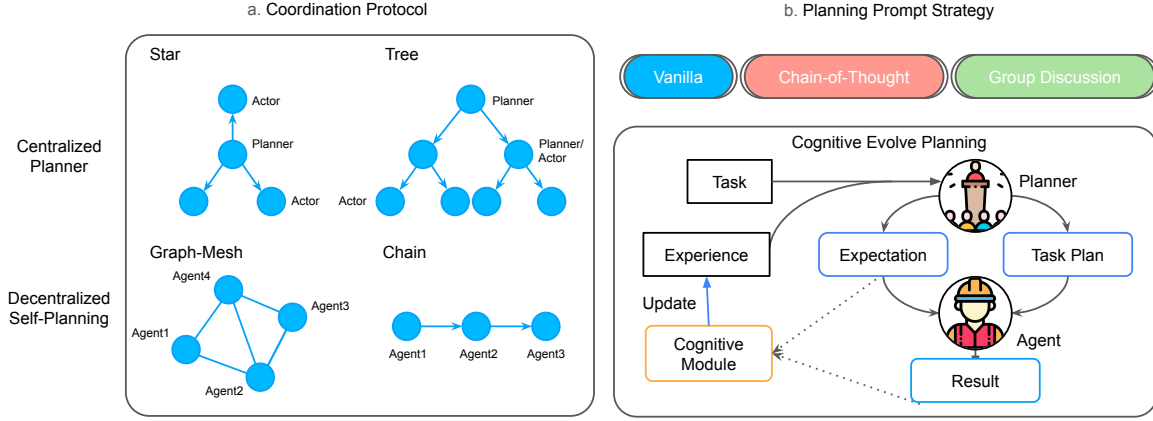 a. Coordination Protocol
Star
Tree
Centralized
Planner
Actor
Planner
Actor
Planner
Planner/
Actor
Actor
Graph-Mesh
Chain
Decentralized
Self-Planning
Agent4
Agent3
Agent1
Agent2
Agent1
Agent2
Agent3
b. Planning Prompt Strategy
Vanilla
Chain-of-Thought
Group Discussion
Cognitive Evolve Planning
Task
Planner
Experience
Expectation
Task Plan
Update
Cognitive
Module
Agent
Result